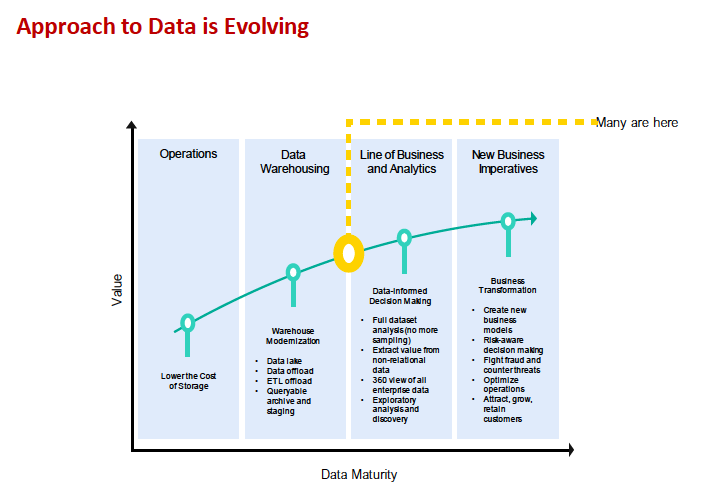 Approach to Data is Evolving
Many are here
Operations
Data
Warehousing
Line of Business
and Analytics
New Business
Imperatives
Value
Lower the Cost
of Storage
Warehouse
Modernization
• Data lake
• Data offload
• ETL offload
• Queryable
archive and
staging
Data-Informed
Decision Making
• Full dataset
analysis (no more
sampling)
• Extract value from
non-relational
data
• 360 view of all
enterprise data
• Exploratory
analysis and
discovery
Business
Transformation
• Create new
business
models
• Risk-aware
decision making
• Fight fraud and
counter threats
• Optimize
operations
• Attract, grow,
retain
customers
Data Maturity